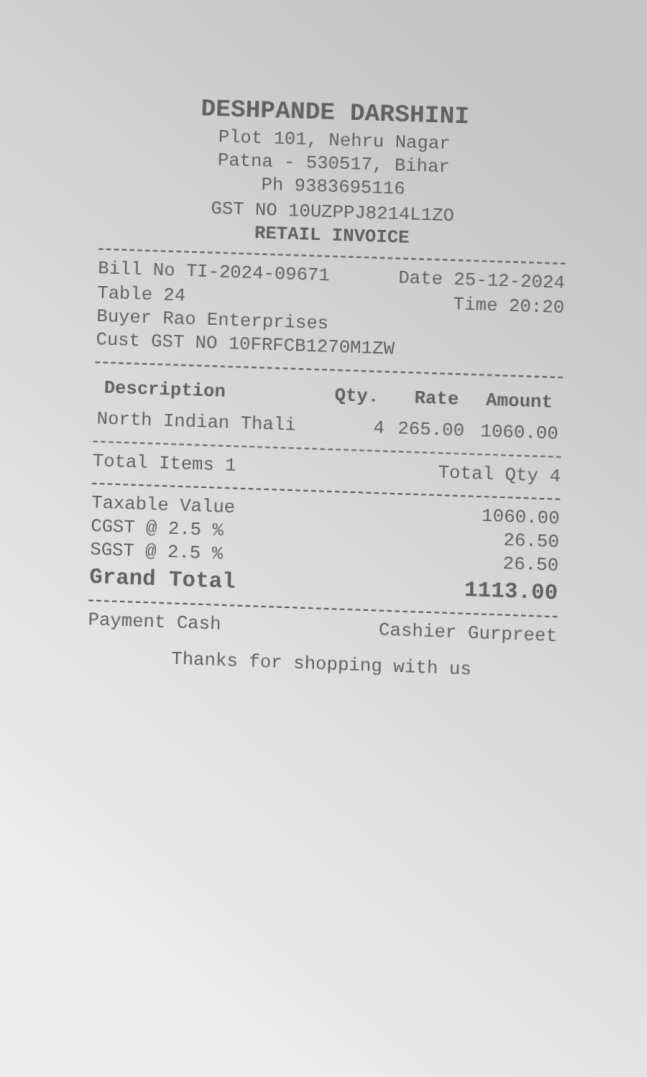 DESHPANDE DARSHINI
Plot 101, Nehru Nagar
Patna - 530517, Bihar
Ph 9383695116
GST NO 10UZPPJ8214L1ZO
RETAIL INVOICE
Bill No TI-2024-09671 Date 25-12-2024
Table 24 Time 20:20
Buyer Rao Enterprises
Cust GST NO 10FRFCB1270M1ZW
Description Qty. Rate Amount
North Indian Thali 4 265.00 1060.00
Total Items 1 Total Qty 4
Taxable Value 1060.00
CGST @ 2.5 % 26.50
SGST @ 2.5 % 26.50
Grand Total 1113.00
Payment Cash Cashier Gurpreet
Thanks for shopping with us